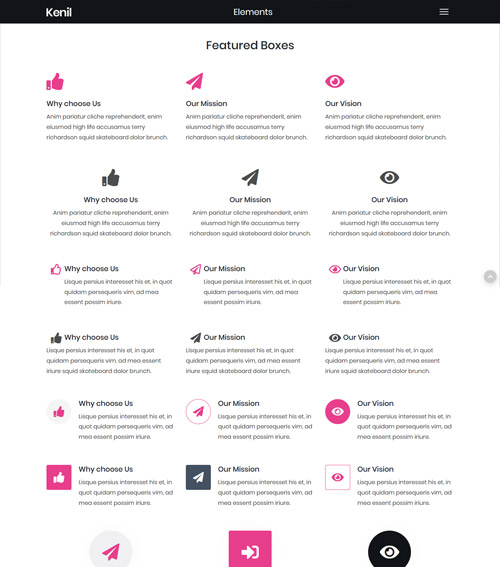 Kenil
Elements
Featured Boxes
Why choose Us
Anim pariatur cliche reprehenderit, enim
eiusmod high life accusamus terry
richardson squid skateboard dolor brunch.
Our Mission
Anim pariatur cliche reprehenderit, enim
eiusmod high life accusamus terry
richardson squid skateboard dolor brunch.
Our Vision
Anim pariatur cliche reprehenderit, enim
eiusmod high life accusamus terry
richardson squid skateboard dolor brunch.
Why choose Us
Anim pariatur cliche reprehenderit, enim
eiusmod high life accusamus terry
richardson squid skateboard dolor brunch.
Our Mission
Anim pariatur cliche reprehenderit, enim
eiusmod high life accusamus terry
richardson squid skateboard dolor brunch.
Our Vision
Anim pariatur cliche reprehenderit, enim
eiusmod high life accusamus terry
richardson squid skateboard dolor brunch.
Why choose Us
Lisque persius interesset his et, in quot
quidam persequeris vim, ad mea
essent possim iriure.
Our Mission
Lisque persius interesset his et, in quot
quidam persequeris vim, ad mea
essent possim iriure.
Our Vision
Lisque persius interesset his et, in quot
quidam persequeris vim, ad mea
essent possim iriure.
Why choose Us
Lisque persius interesset his et, in quot
quidam persequeris vim, ad mea essent
iriure squid skateboard dolor brunch.
Our Mission
Lisque persius interesset his et, in quot
quidam persequeris vim, ad mea essent
iriure squid skateboard dolor brunch.
Our Vision
Lisque persius interesset his et, in quot
quidam persequeris vim, ad mea essent
iriure squid skateboard dolor brunch.
Why choose Us
Lisque persius interesset his et, in
quot quidam persequeris vim, ad
mea essent possim iriure.
Our Mission
Lisque persius interesset his et, in
quot quidam persequeris vim, ad
mea essent possim iriure.
Our Vision
Lisque persius interesset his et, in
quot quidam persequeris vim, ad
mea essent possim iriure.
Why choose Us
Lisque persius interesset his et, in
quot quidam persequeris vim, ad
mea essent possim iriure.
Our Mission
Lisque persius interesset his et, in
quot quidam persequeris vim, ad
mea essent possim iriure.
Our Vision
Lisque persius interesset his et, in
quot quidam persequeris vim, ad
mea essent possim iriure.